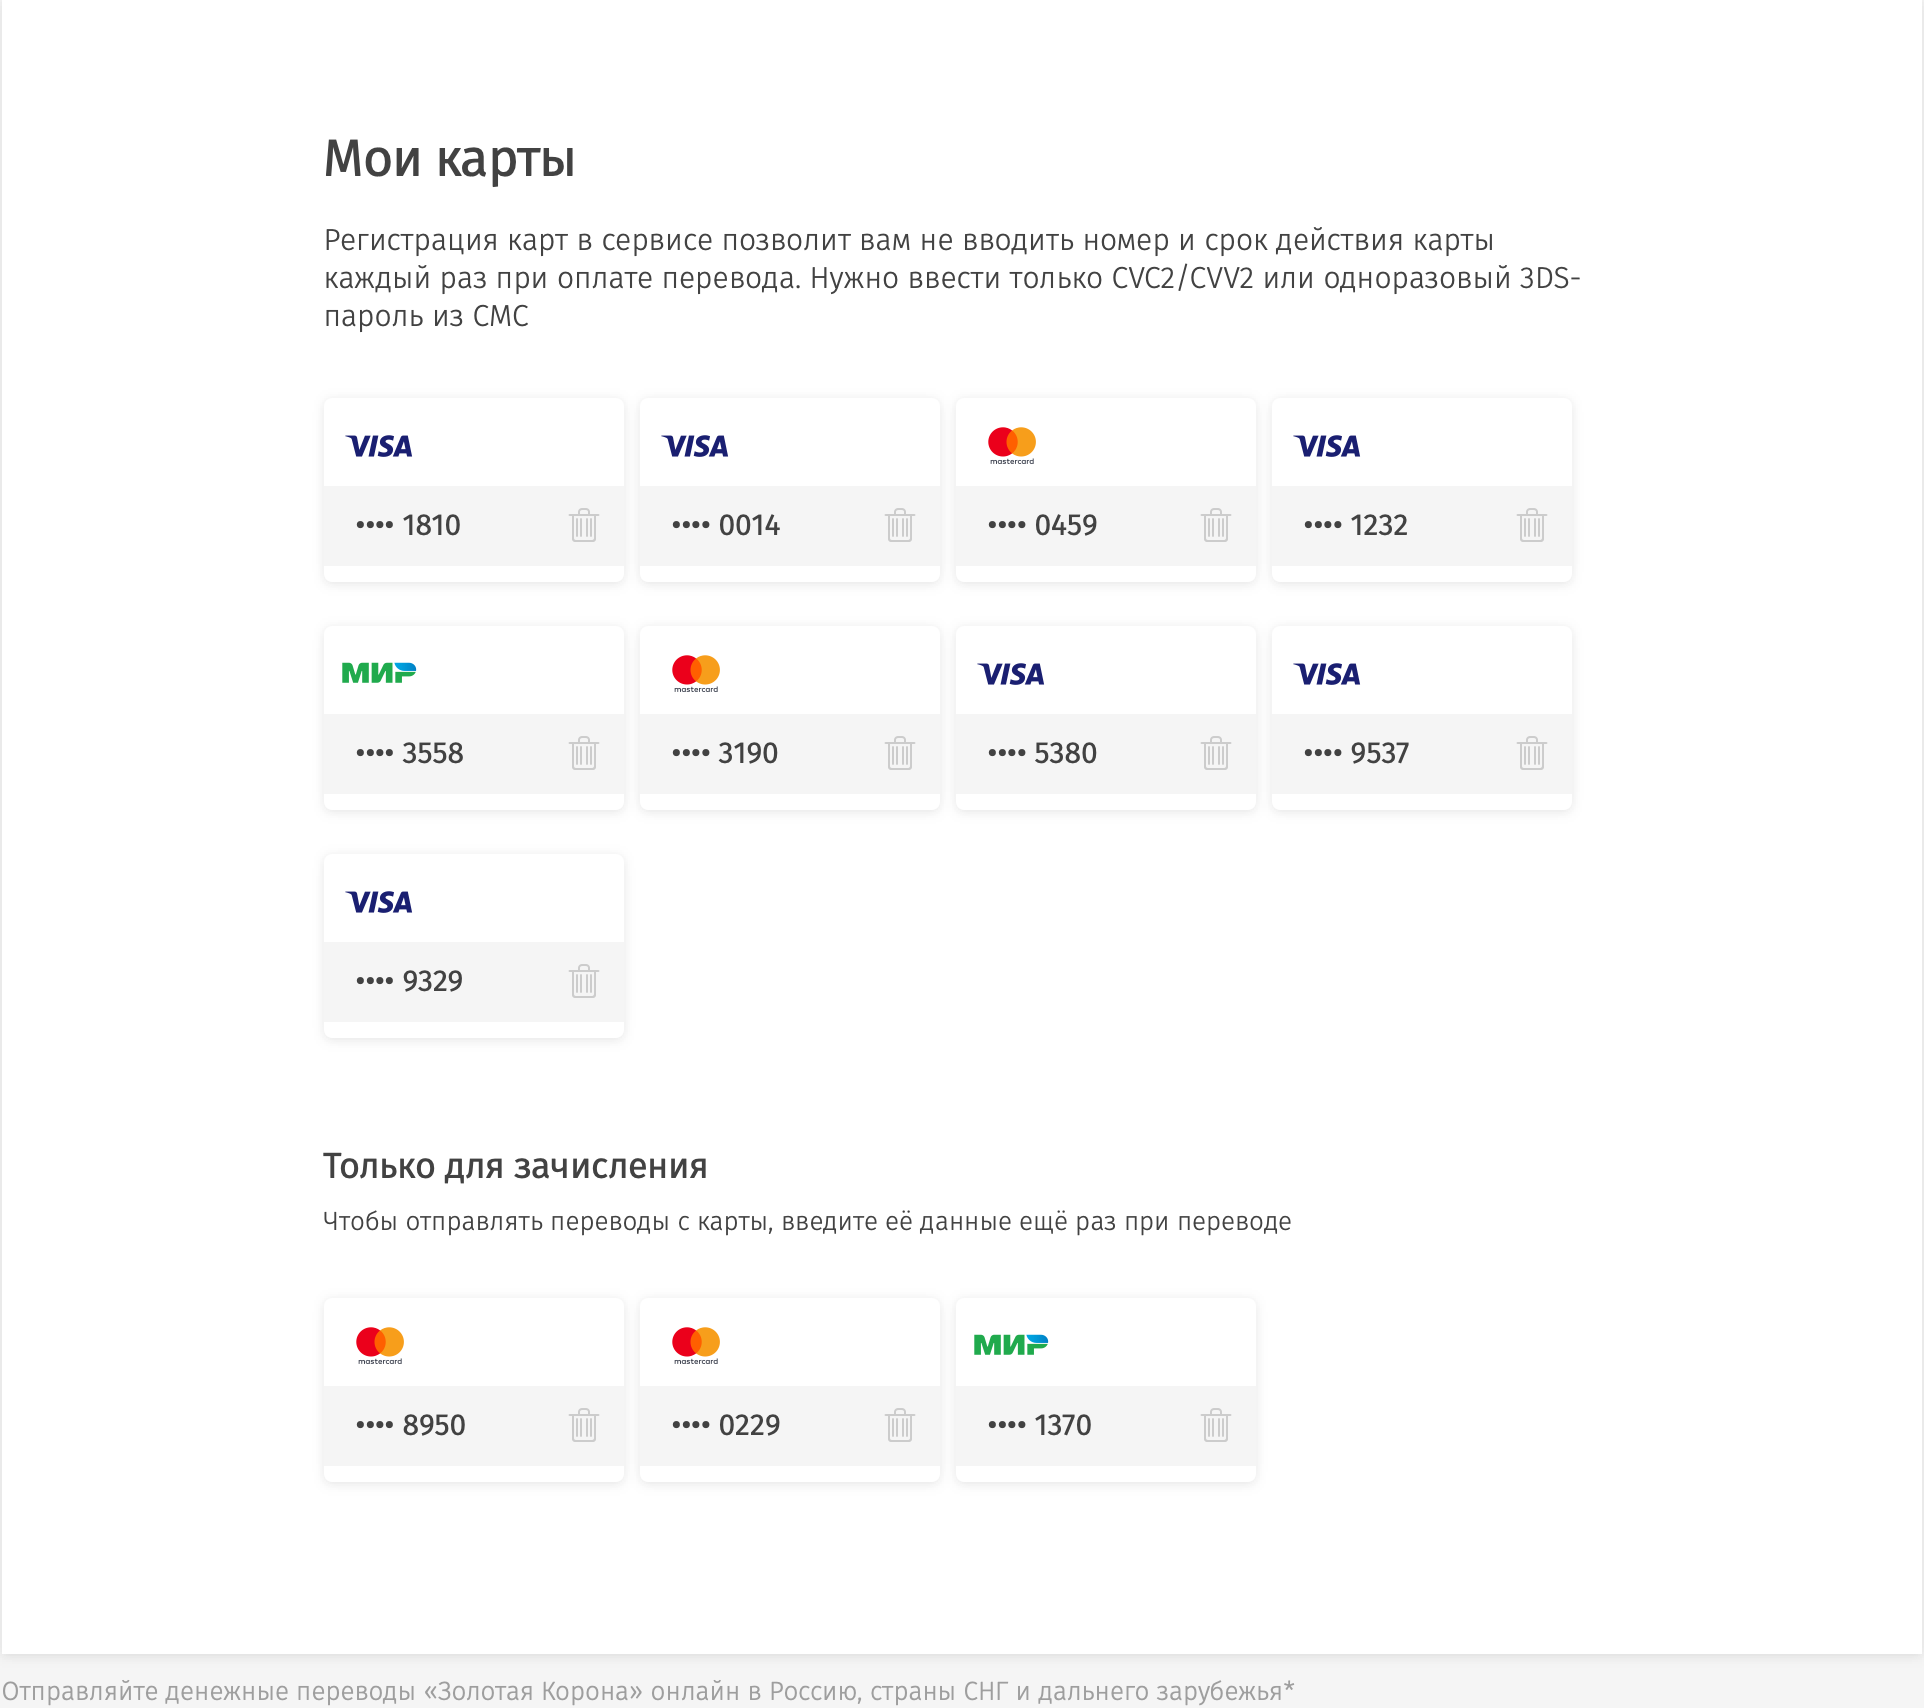 Мои карты
Регистрация карт в сервисе позволит вам не вводить номер и срок действия карты
каждый раз при оплате перевода. Нужно ввести только CVC2/CVV2 или одноразовый 3DS-
пароль из СМС
VISA VISA mastercard VISA
•••• 1810 •••• 0014 •••• 0459 •••• 1232
МИР mastercard VISA VISA
•••• 3558 •••• 3190 •••• 5380 •••• 9537
VISA
•••• 9329
Только для зачисления
Чтобы отправлять переводы с карты, введите её данные ещё раз при переводе
mastercard mastercard МИР
•••• 8950 •••• 0229 •••• 1370
Отправляйте денежные переводы «Золотая Корона» онлайн в Россию, страны СНГ и дальнего зарубежья*